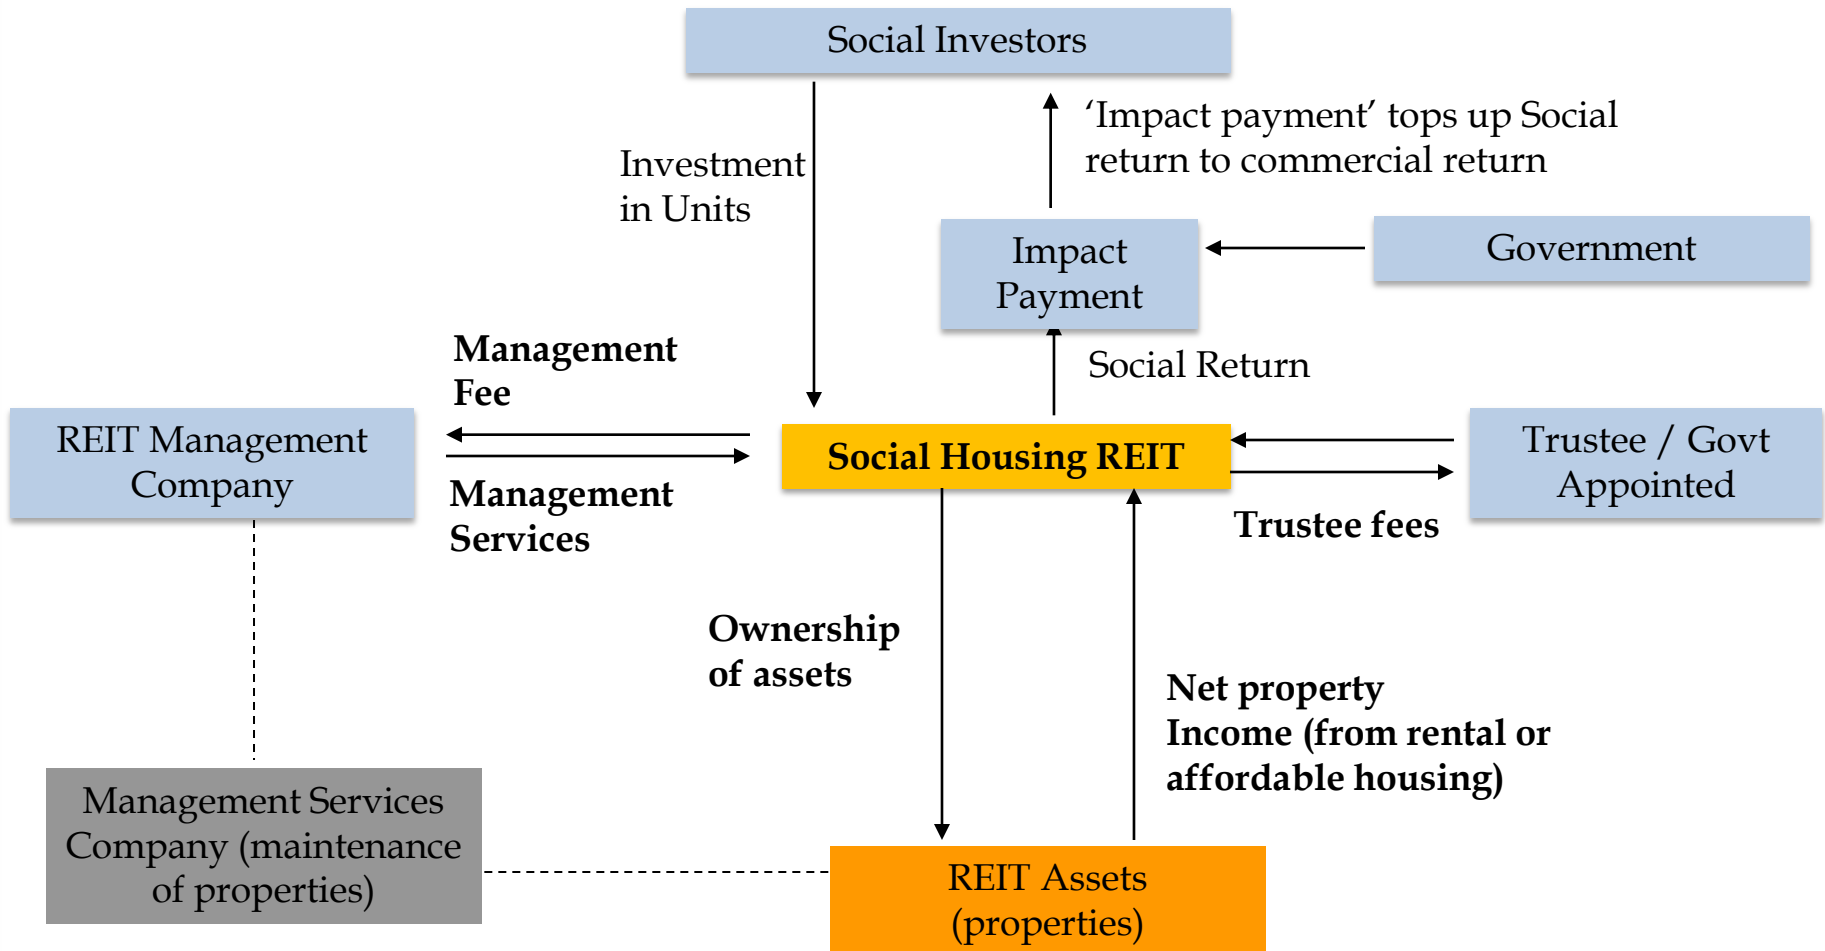 Social Investors
‘Impact payment’ tops up Social
return to commercial return
Investment
in Units
Impact
Payment
Government
Management
Fee
Social Return
REIT Management
Company
Social Housing REIT
Trustee / Govt
Appointed
Management
Services
Trustee fees
Ownership
of assets
Net property
Income (from rental or
affordable housing)
Management Services
Company (maintenance
of properties)
REIT Assets
(properties)